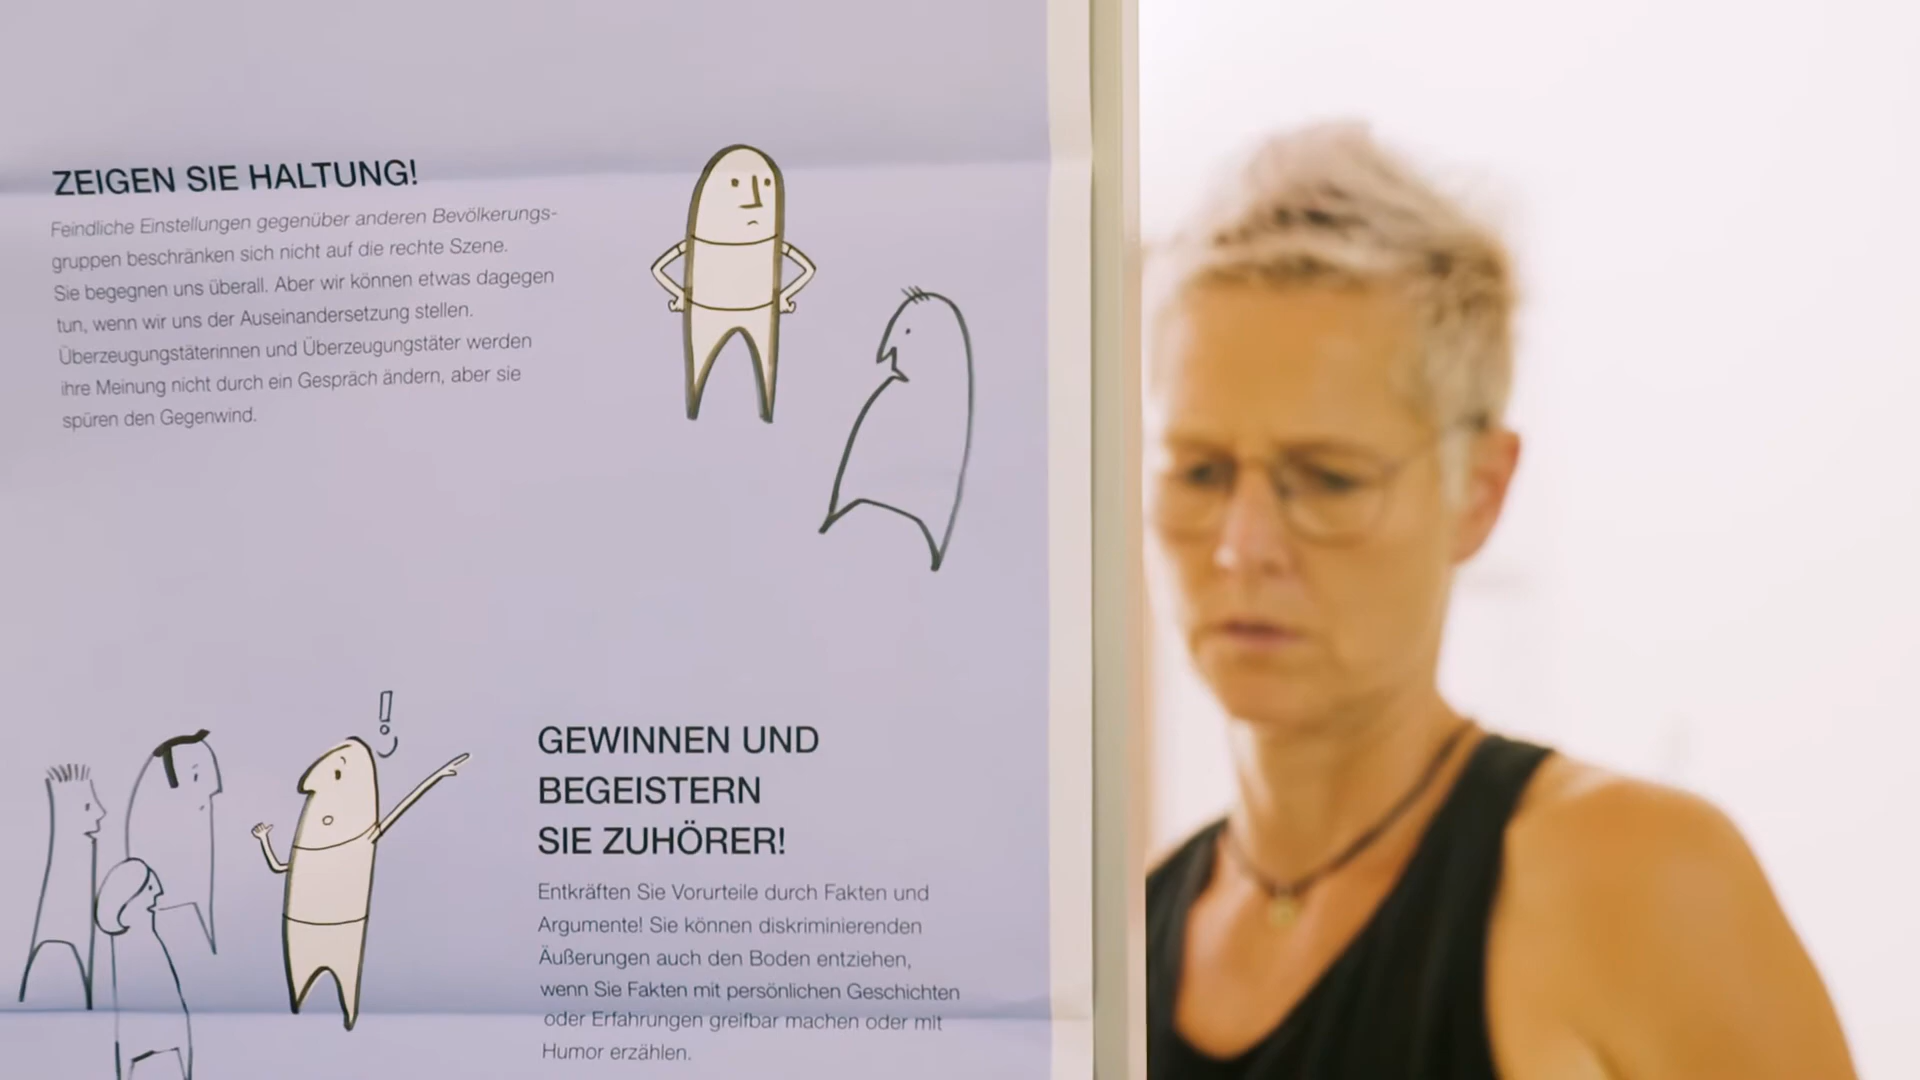 ZEIGEN SIE HALTUNG!
Feindliche Einstellungen gegenüber anderen Bevölkerungs-
gruppen beschränken sich nicht auf die rechte Szene.
Sie begegnen uns überall. Aber wir können etwas dagegen
tun, wenn wir uns der Auseinandersetzung stellen.
Überzeugungstäterinnen und Überzeugungstäter werden
ihre Meinung nicht durch ein Gespräch ändern, aber sie
spüren den Gegenwind.
!
GEWINNEN UND
BEGEISTERN
SIE ZUHÖRER!
Entkräften Sie Vorurteile durch Fakten und
Argumente! Sie können diskriminierenden
Äußerungen auch den Boden entziehen,
wenn Sie Fakten mit persönlichen Geschichten
oder Erfahrungen greifbar machen oder mit
Humor erzählen.